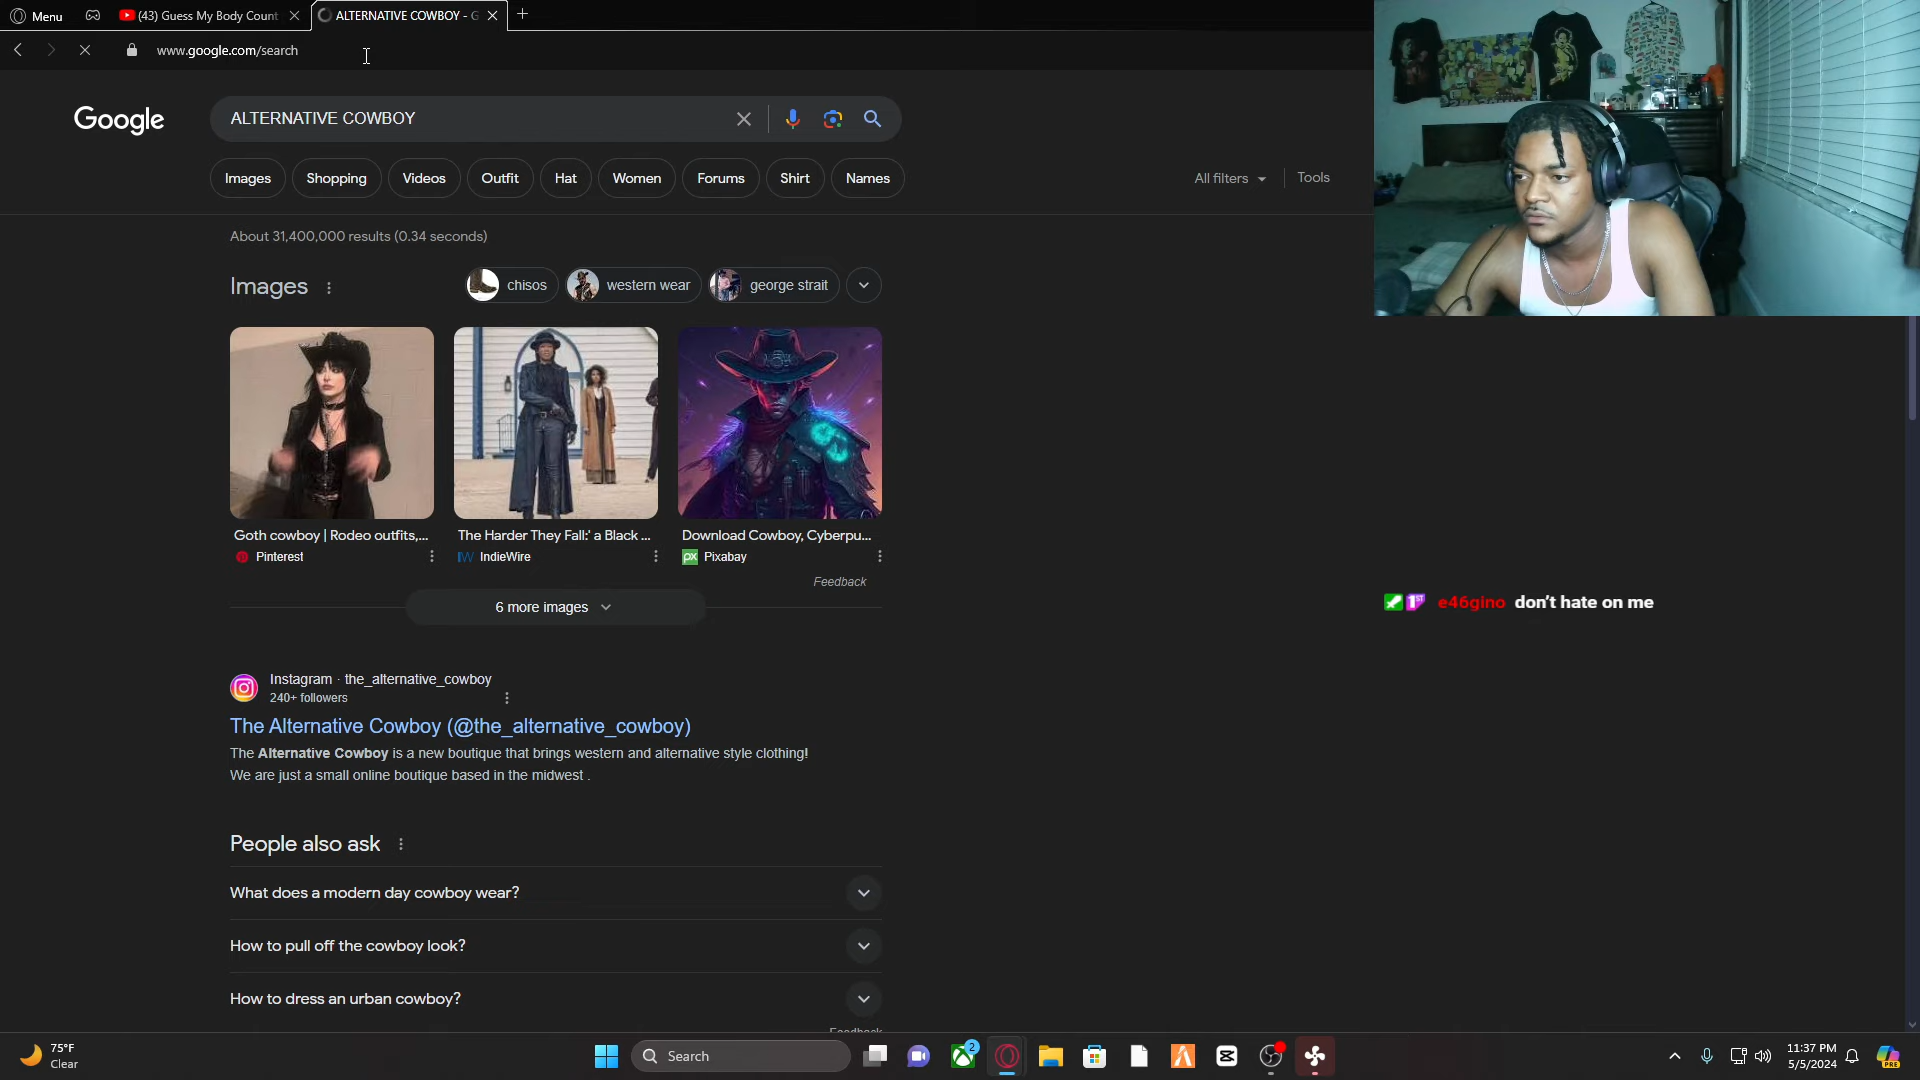 Menu
(43) Guess My Body Count
ALTERNATIVE COWBOY - G
www.google.com/search
Google
ALTERNATIVE COWBOY
Images Shopping Videos Outfit Hat Women Forums Shirt Names
All filters Tools
About 31,400,000 results (0.34 seconds)
Images
chisos western wear george strait
Goth cowboy | Rodeo outfits,...
Pinterest
The Harder They Fall:' a Black ...
IW IndieWire
Download Cowboy, Cyberpu...
px Pixabay
Feedback
6 more images
1ST e46gino don't hate on me
Instagram · the_alternative_cowboy
240+ followers
The Alternative Cowboy (@the_alternative_cowboy)
The Alternative Cowboy is a new boutique that brings western and alternative style clothing!
We are just a small online boutique based in the midwest .
People also ask
What does a modern day cowboy wear?
How to pull off the cowboy look?
How to dress an urban cowboy?
Feedback
75°F
Clear
Search
2
11:37 PM
5/5/2024
PRE